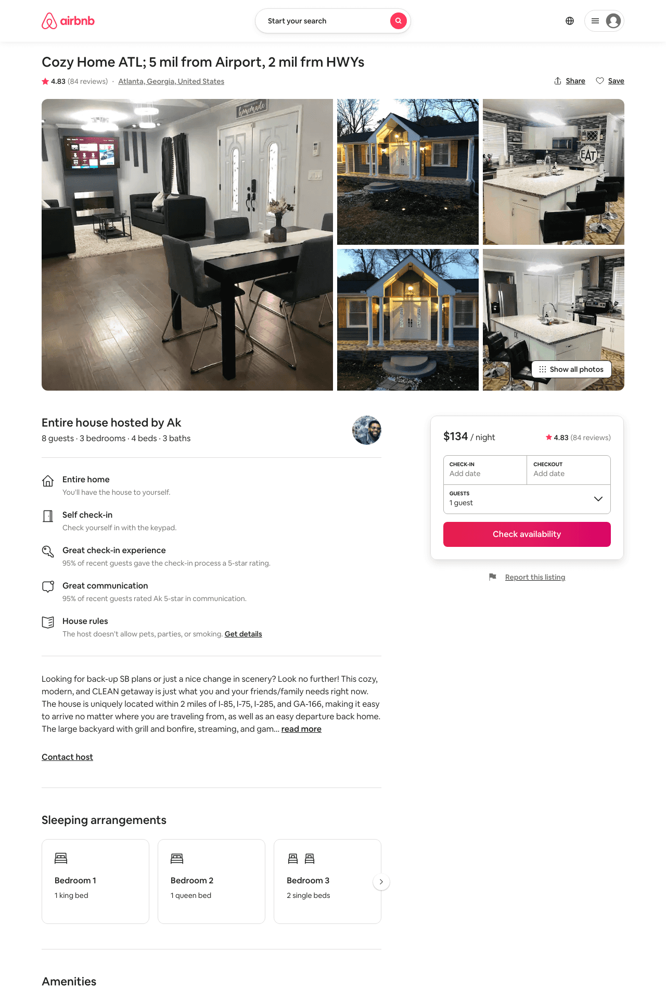 airbnb
Start your search
Cozy Home ATL; 5 mil from Airport, 2 mil frm HWYs
4.83 (84 reviews) · Atlanta, Georgia, United States
Share
Save
homemade
EAT
Show all photos
Entire house hosted by Ak
8 guests · 3 bedrooms · 4 beds · 3 baths
Entire home
You’ll have the house to yourself.
Self check-in
Check yourself in with the keypad.
Great check-in experience
95% of recent guests gave the check-in process a 5-star rating.
Great communication
95% of recent guests rated Ak 5-star in communication.
House rules
The host doesn’t allow pets, parties, or smoking. Get details
$134 / night
4.83 (84 reviews)
CHECK-IN
Add date
CHECKOUT
Add date
GUESTS
1 guest
Check availability
Report this listing
Looking for back-up SB plans or just a nice change in scenery? Look no further! This cozy,
modern, and CLEAN getaway is just what you and your friends/family needs right now.
The house is uniquely located within 2 miles of I-85, I-75, I-285, and GA-166, making it easy
to arrive no matter where you are traveling from, as well as an easy departure back home.
The large backyard with grill and bonfire, streaming, and gam... read more
Contact host
Sleeping arrangements
Bedroom 1
1 king bed
Bedroom 2
1 queen bed
Bedroom 3
2 single beds
Amenities